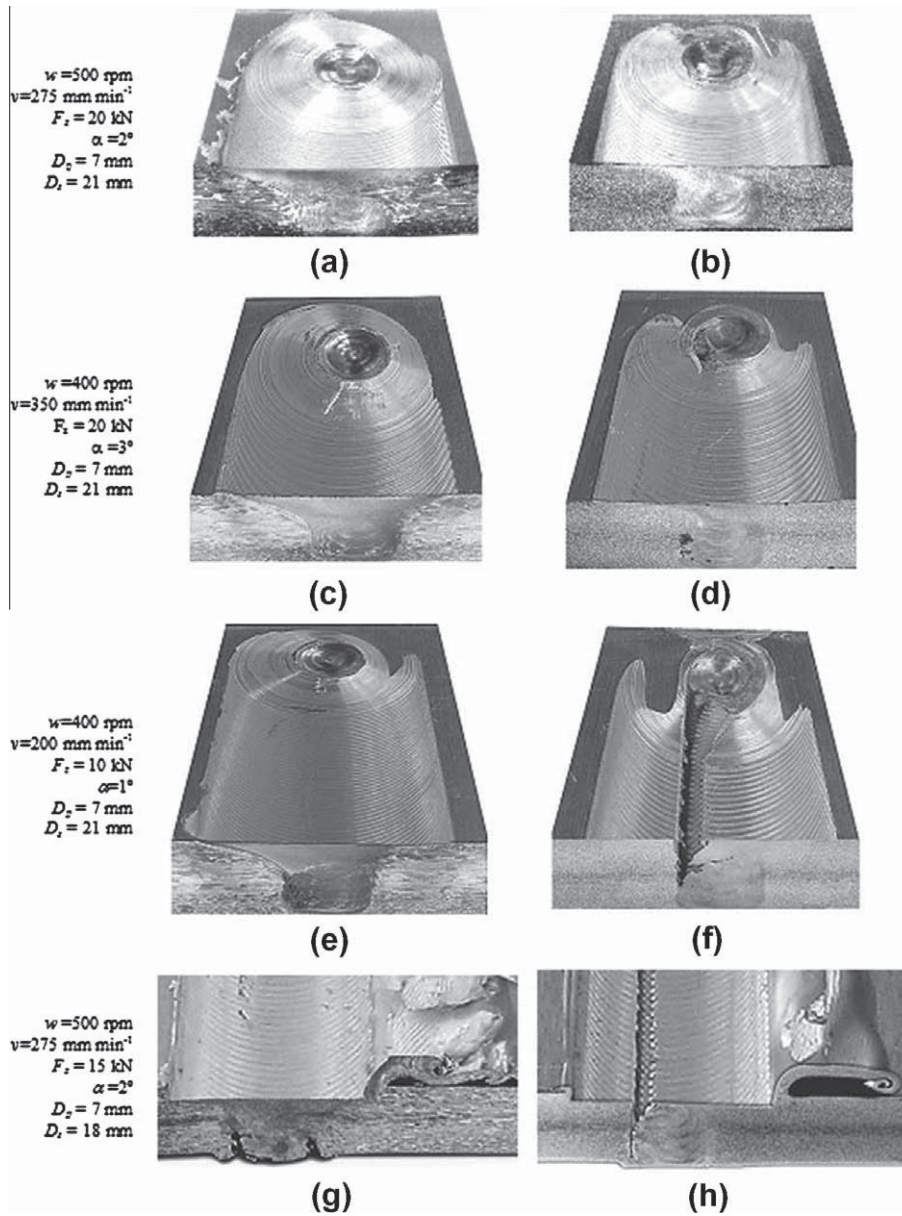 w =500 rpm
v=275 mm min⁻¹
Fz = 20 kN
α =2°
Dp = 7 mm
Ds = 21 mm
(a)
(b)
w =400 rpm
v=350 mm min⁻¹
Fz = 20 kN
α =3°
Dp = 7 mm
Ds = 21 mm
(c)
(d)
w =400 rpm
v=200 mm min⁻¹
Fz = 10 kN
α=1°
Dp = 7 mm
Ds = 21 mm
(e)
(f)
w =500 rpm
v=275 mm min⁻¹
Fz = 15 kN
α =2°
Dp = 7 mm
Ds = 18 mm
(g)
(h)